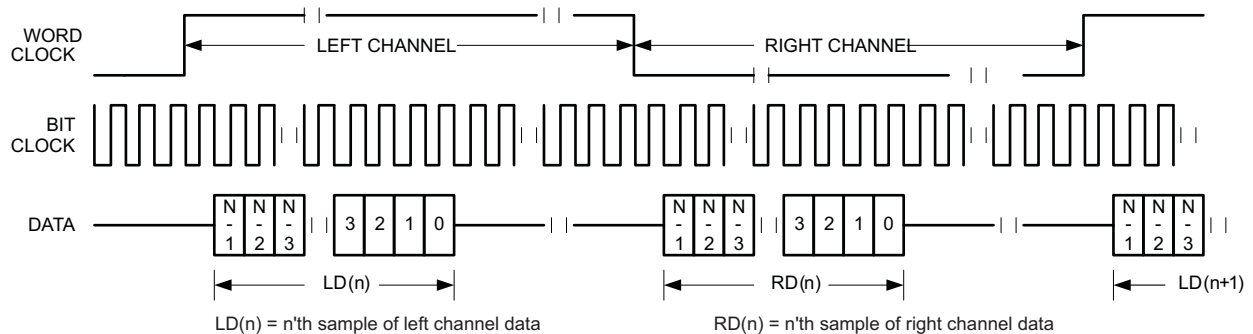 WORD
CLOCK
LEFT CHANNEL
RIGHT CHANNEL
BIT
CLOCK
DATA
N
-
1
N
-
2
N
-
3
3 2 1 0
N
-
1
N
-
2
N
-
3
3 2 1 0
N
-
1
N
-
2
N
-
3
LD(n)
RD(n)
LD(n+1)
LD(n) = n'th sample of left channel data
RD(n) = n'th sample of right channel data